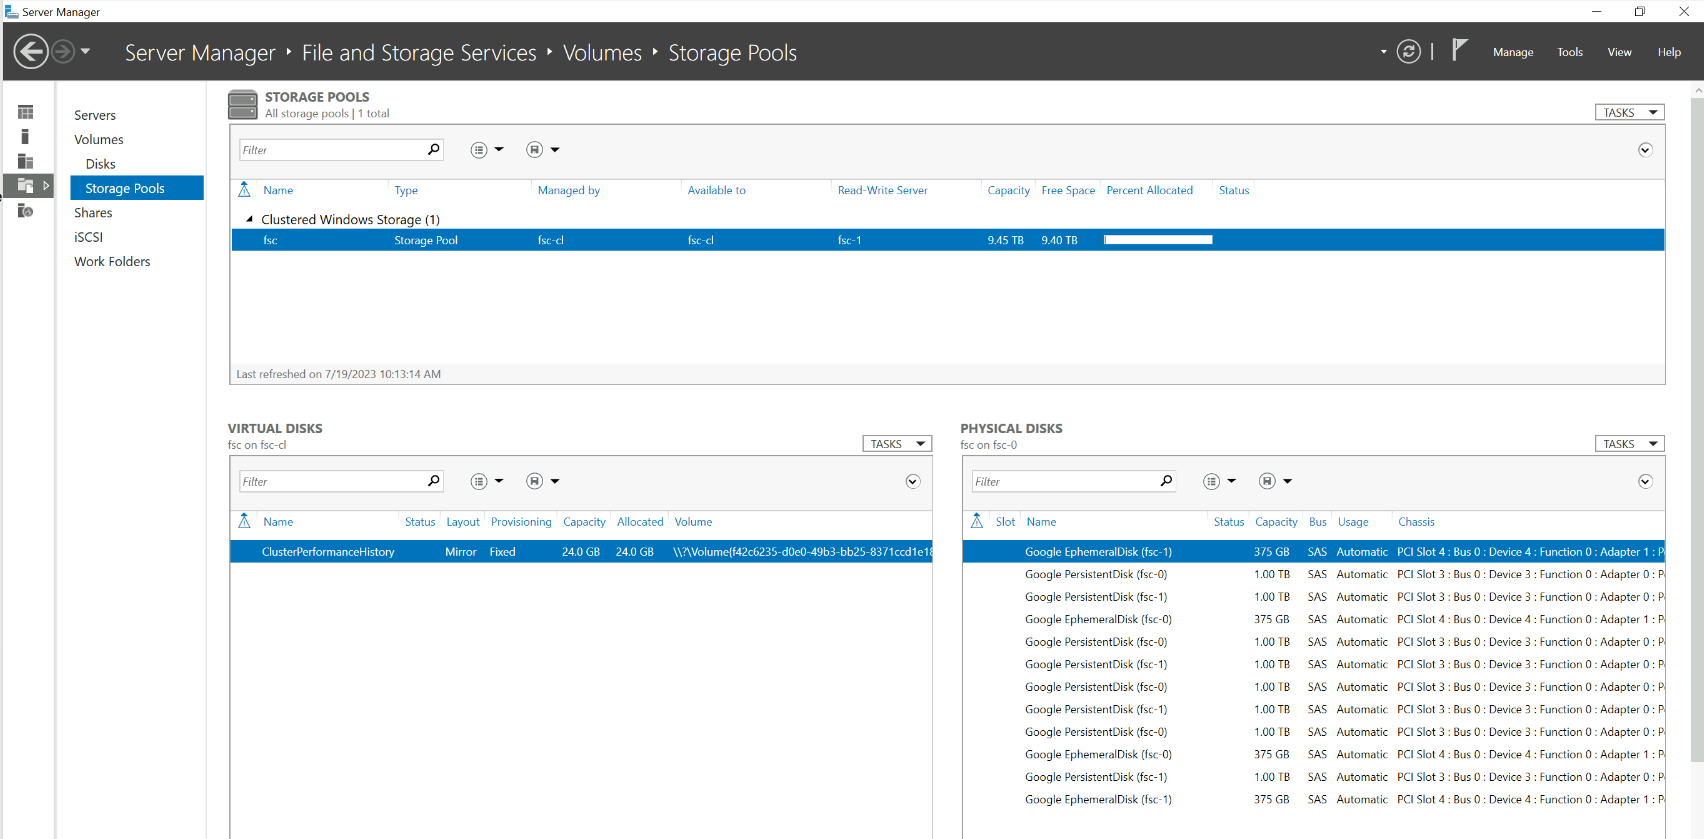 Server Manager
Server Manager ‣ File and Storage Services ‣ Volumes ‣ Storage Pools
Manage Tools View Help
Servers
Volumes
Disks
Storage Pools
Shares
iSCSI
Work Folders
STORAGE POOLS
All storage pools | 1 total
TASKS
Filter
Name Type Managed by Available to Read-Write Server Capacity Free Space Percent Allocated Status
Clustered Windows Storage (1)
fsc Storage Pool fsc-cl fsc-cl fsc-1 9.45 TB 9.40 TB
Last refreshed on 7/19/2023 10:13:14 AM
VIRTUAL DISKS
fsc on fsc-cl
TASKS
Filter
Name Status Layout Provisioning Capacity Allocated Volume
ClusterPerformanceHistory Mirror Fixed 24.0 GB 24.0 GB \\?\Volume{f42c6235-d0e0-49b3-bb25-8371ccd1e18
PHYSICAL DISKS
fsc on fsc-0
TASKS
Filter
Slot Name Status Capacity Bus Usage Chassis
Google EphemeralDisk (fsc-1) 375 GB SAS Automatic PCI Slot 4 : Bus 0 : Device 4 : Function 0 : Adapter 1 : P
Google PersistentDisk (fsc-0) 1.00 TB SAS Automatic PCI Slot 3 : Bus 0 : Device 3 : Function 0 : Adapter 0 : P
Google PersistentDisk (fsc-1) 1.00 TB SAS Automatic PCI Slot 3 : Bus 0 : Device 3 : Function 0 : Adapter 0 : P
Google EphemeralDisk (fsc-0) 375 GB SAS Automatic PCI Slot 4 : Bus 0 : Device 4 : Function 0 : Adapter 1 : P
Google PersistentDisk (fsc-0) 1.00 TB SAS Automatic PCI Slot 3 : Bus 0 : Device 3 : Function 0 : Adapter 0 : P
Google PersistentDisk (fsc-1) 1.00 TB SAS Automatic PCI Slot 3 : Bus 0 : Device 3 : Function 0 : Adapter 0 : P
Google PersistentDisk (fsc-0) 1.00 TB SAS Automatic PCI Slot 3 : Bus 0 : Device 3 : Function 0 : Adapter 0 : P
Google PersistentDisk (fsc-1) 1.00 TB SAS Automatic PCI Slot 3 : Bus 0 : Device 3 : Function 0 : Adapter 0 : P
Google PersistentDisk (fsc-0) 1.00 TB SAS Automatic PCI Slot 3 : Bus 0 : Device 3 : Function 0 : Adapter 0 : P
Google EphemeralDisk (fsc-0) 375 GB SAS Automatic PCI Slot 4 : Bus 0 : Device 4 : Function 0 : Adapter 1 : P
Google PersistentDisk (fsc-1) 1.00 TB SAS Automatic PCI Slot 3 : Bus 0 : Device 3 : Function 0 : Adapter 0 : P
Google EphemeralDisk (fsc-1) 375 GB SAS Automatic PCI Slot 4 : Bus 0 : Device 4 : Function 0 : Adapter 1 : P